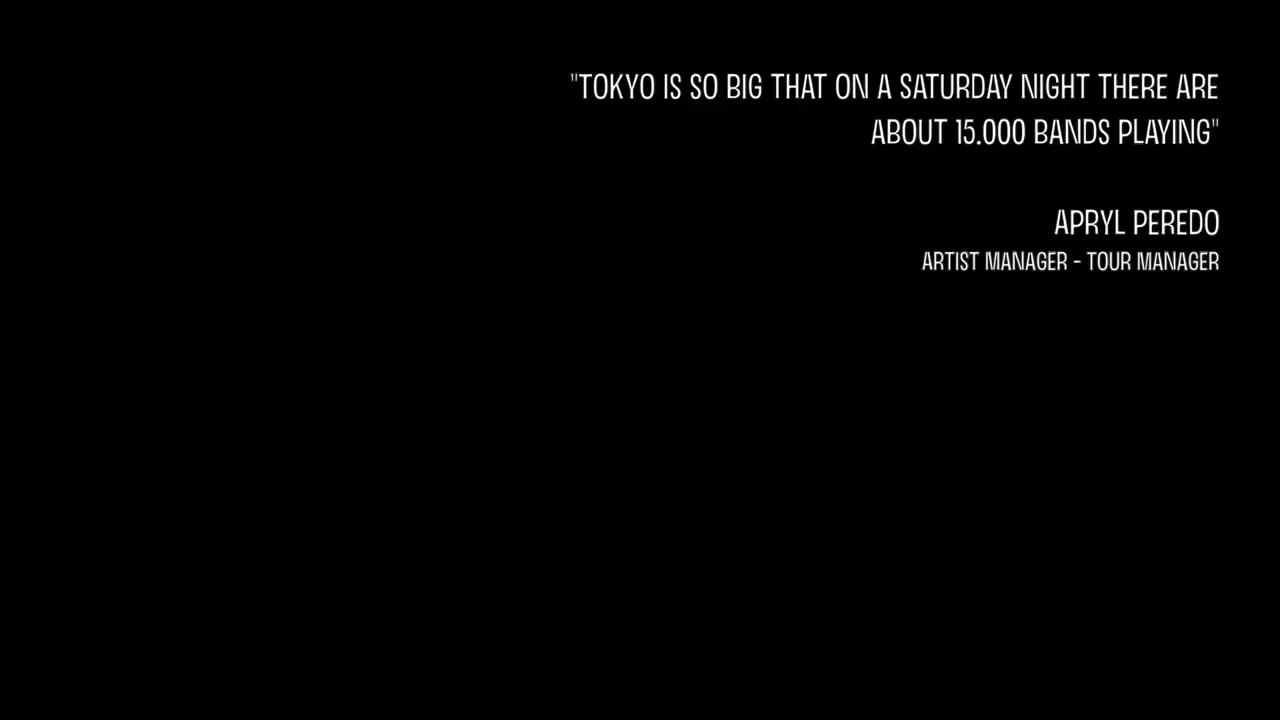 "TOKYO IS SO BIG THAT ON A SATURDAY NIGHT THERE ARE
ABOUT 15.000 BANDS PLAYING"
APRYL PEREDO
ARTIST MANAGER - TOUR MANAGER